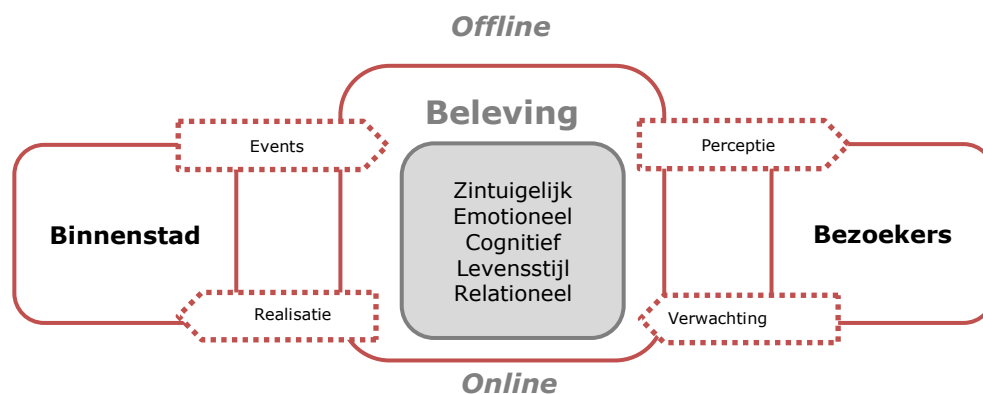 Offline
Beleving
Events
Perceptie
Zintuigelijk
Emotioneel
Cognitief
Levensstijl
Relationeel
Binnenstad
Bezoekers
Realisatie
Verwachting
Online